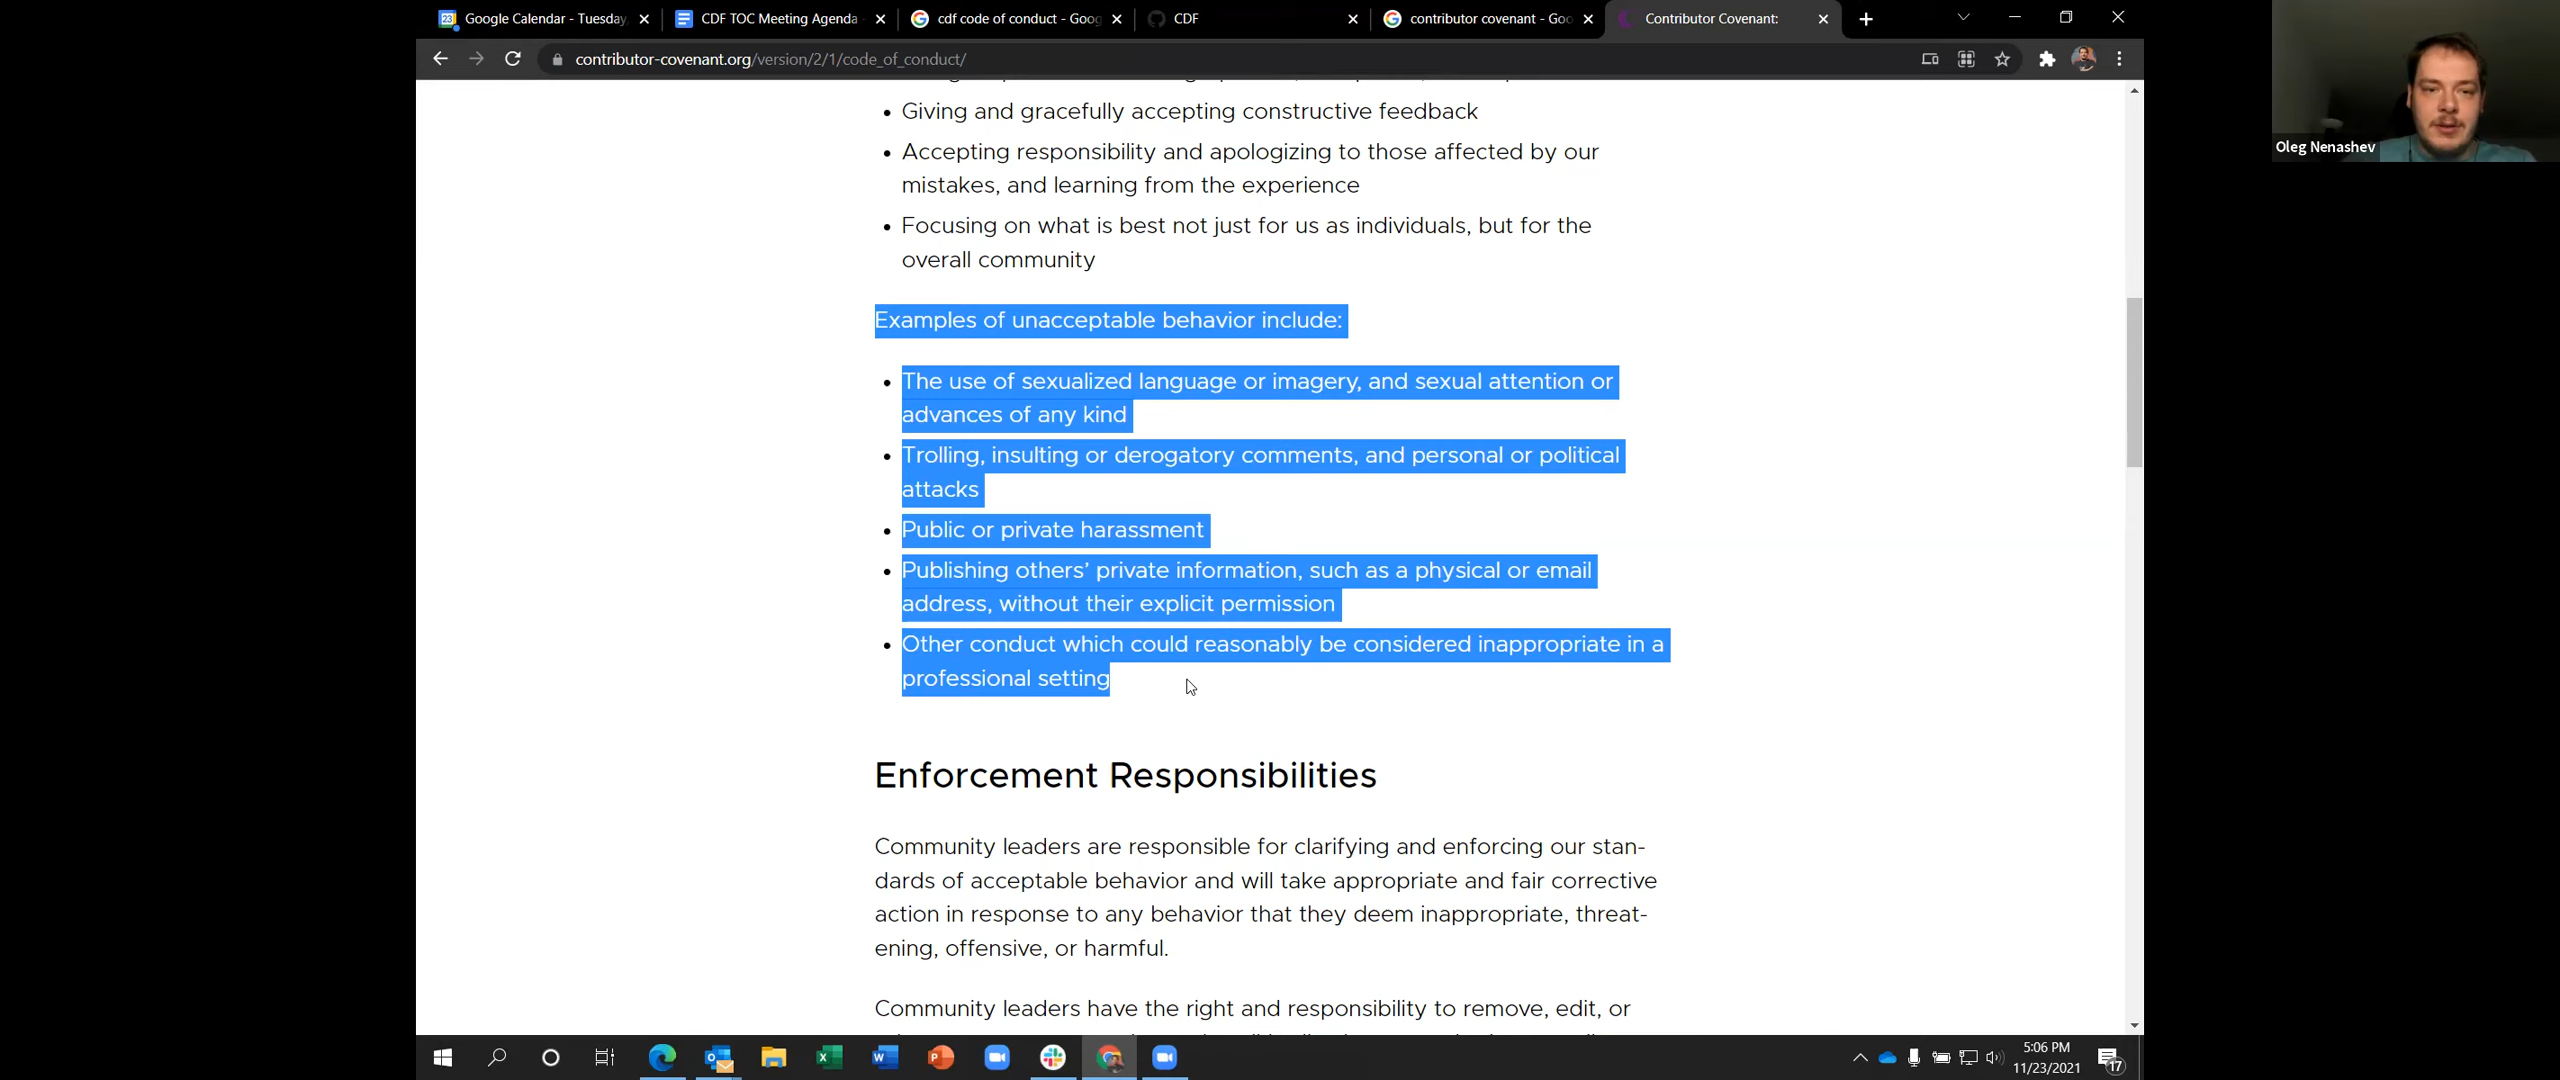 Google Calendar - Tuesday,
CDF TOC Meeting Agenda
cdf code of conduct - Goog
CDF
contributor covenant - Goo
Contributor Covenant:
contributor-covenant.org/version/2/1/code_of_conduct/
Oleg Nenashev
• Giving and gracefully accepting constructive feedback
• Accepting responsibility and apologizing to those affected by our
mistakes, and learning from the experience
• Focusing on what is best not just for us as individuals, but for the
overall community
Examples of unacceptable behavior include:
• The use of sexualized language or imagery, and sexual attention or
advances of any kind
• Trolling, insulting or derogatory comments, and personal or political
attacks
• Public or private harassment
• Publishing others’ private information, such as a physical or email
address, without their explicit permission
• Other conduct which could reasonably be considered inappropriate in a
professional setting
Enforcement Responsibilities
Community leaders are responsible for clarifying and enforcing our stan-
dards of acceptable behavior and will take appropriate and fair corrective
action in response to any behavior that they deem inappropriate, threat-
ening, offensive, or harmful.
Community leaders have the right and responsibility to remove, edit, or
5:06 PM
11/23/2021
17